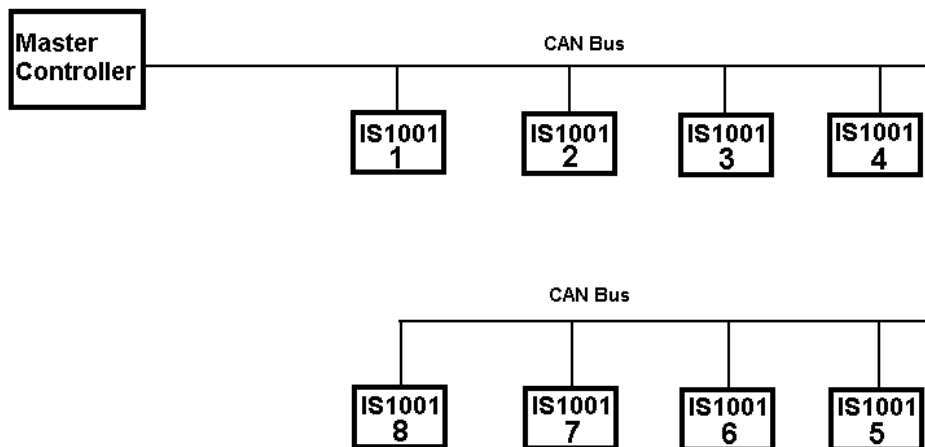 Master
Controller
CAN Bus
IS1001
1
IS1001
2
IS1001
3
IS1001
4
CAN Bus
IS1001
8
IS1001
7
IS1001
6
IS1001
5